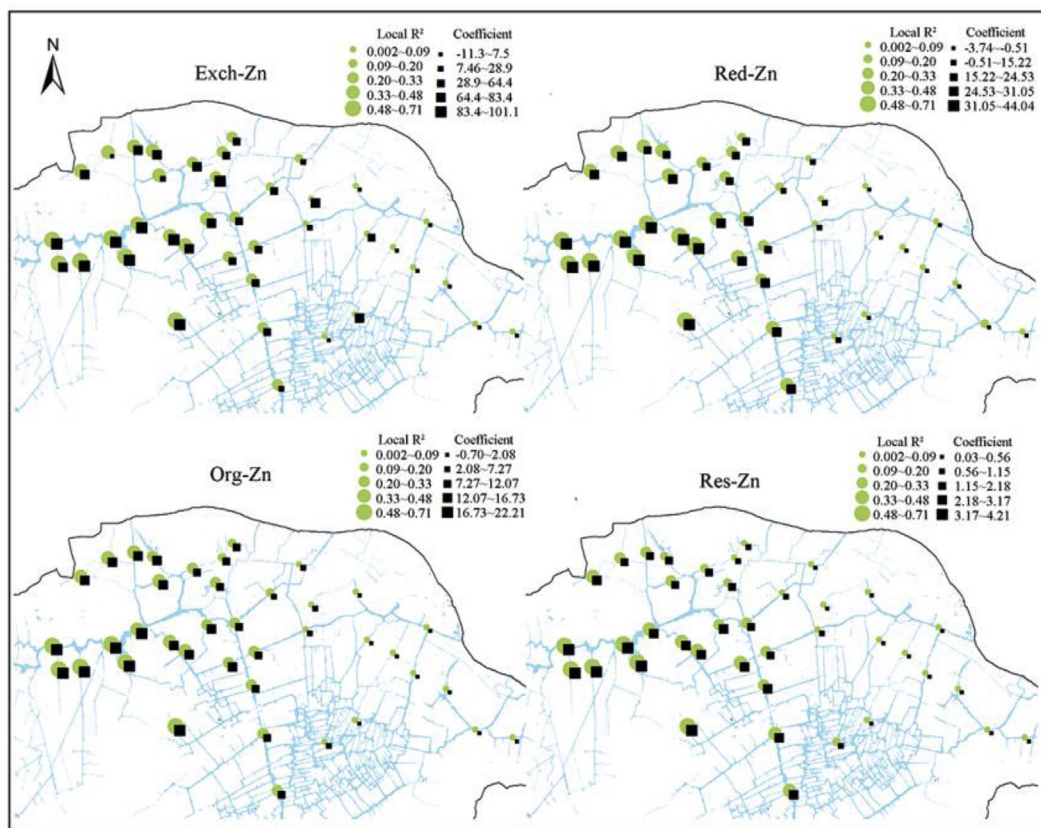 N
Exch-Zn
Local R² Coefficient
0.002~0.09 -11.3~7.5
0.09~0.20 7.46~28.9
0.20~0.33 28.9~64.4
0.33~0.48 64.4~83.4
0.48~0.71 83.4~101.1
Red-Zn
Local R² Coefficient
0.002~0.09 -3.74~-0.51
0.09~0.20 -0.51~15.22
0.20~0.33 15.22~24.53
0.33~0.48 24.53~31.05
0.48~0.71 31.05~44.04
Org-Zn
Local R² Coefficient
0.002~0.09 -0.70~2.08
0.09~0.20 2.08~7.27
0.20~0.33 7.27~12.07
0.33~0.48 12.07~16.73
0.48~0.71 16.73~22.21
Res-Zn
Local R² Coefficient
0.002~0.09 0.03~0.56
0.09~0.20 0.56~1.15
0.20~0.33 1.15~2.18
0.33~0.48 2.18~3.17
0.48~0.71 3.17~4.21